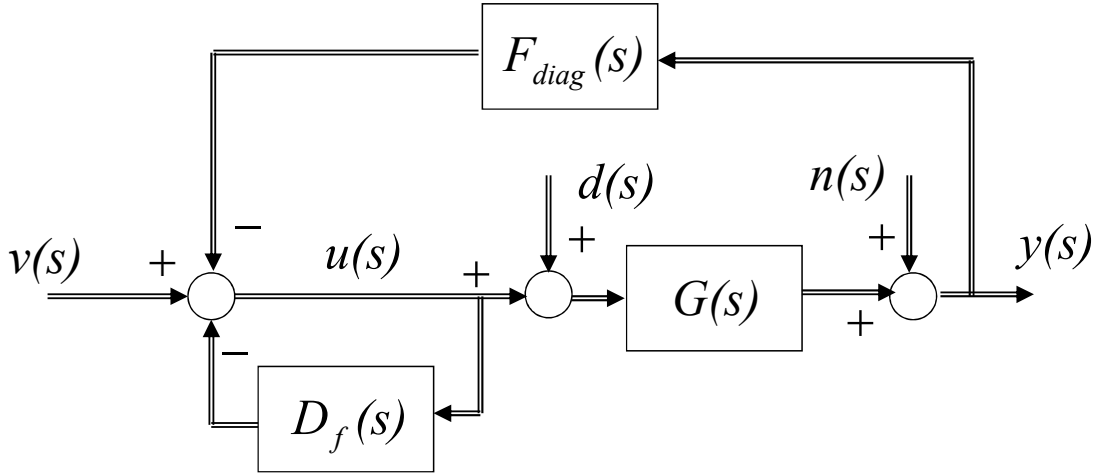 F_diag (s)
d(s)
n(s)
−
v(s)
+
u(s)
+
+
+
y(s)
G(s)
+
−
D_f (s)